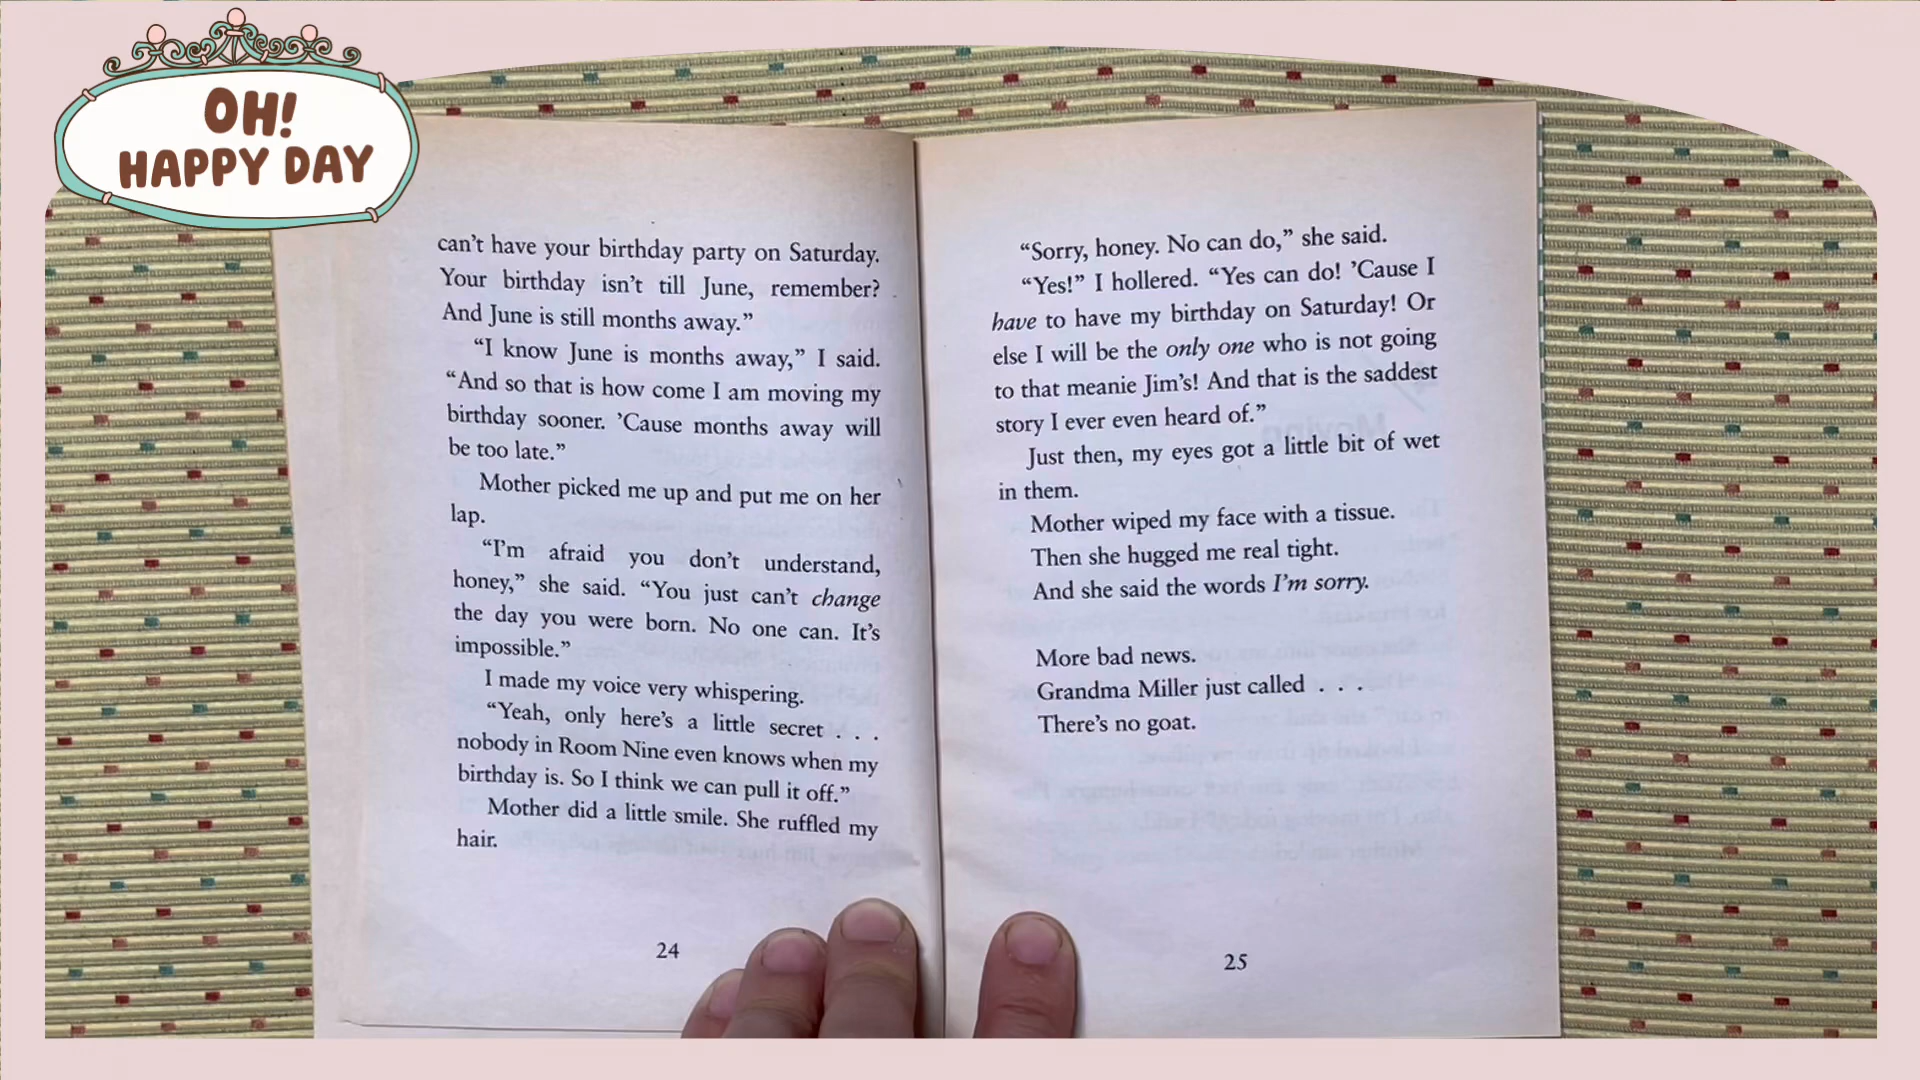 OH!
HAPPY DAY
can’t have your birthday party on Saturday.
Your birthday isn’t till June, remember?
And June is still months away.”
“I know June is months away,” I said.
“And so that is how come I am moving my
birthday sooner. ’Cause months away will
be too late.”
Mother picked me up and put me on her
lap.
“I’m afraid you don’t understand,
honey,” she said. “You just can’t change
the day you were born. No one can. It’s
impossible.”
I made my voice very whispering.
“Yeah, only here’s a little secret . . .
nobody in Room Nine even knows when my
birthday is. So I think we can pull it off.”
Mother did a little smile. She ruffled my
hair.
24
“Sorry, honey. No can do,” she said.
“Yes!” I hollered. “Yes can do! ’Cause I
have to have my birthday on Saturday! Or
else I will be the only one who is not going
to that meanie Jim’s! And that is the saddest
story I ever even heard of.”
Just then, my eyes got a little bit of wet
in them.
Mother wiped my face with a tissue.
Then she hugged me real tight.
And she said the words I’m sorry.
More bad news.
Grandma Miller just called . . .
There’s no goat.
25